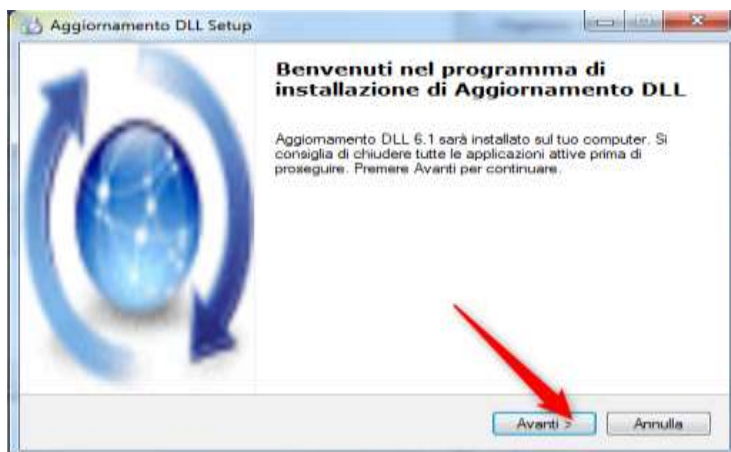 Aggiornamento DLL Setup
Benvenuti nel programma di
installazione di Aggiornamento DLL
Aggiornamento DLL 6.1 sarà installato sul tuo computer. Si
consiglia di chiudere tutte le applicazioni attive prima di
proseguire. Premere Avanti per continuare.
Avanti >
Annulla